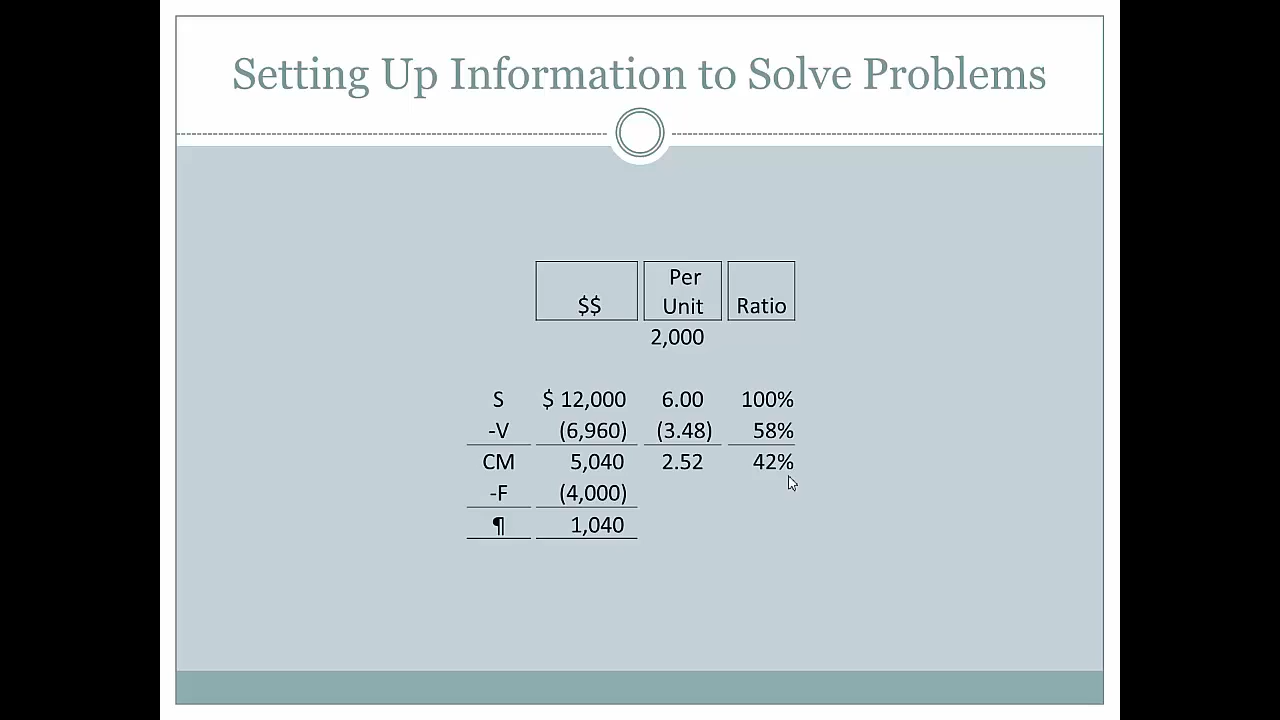 Setting Up Information to Solve Problems
$$ Per Unit Ratio
2,000
S $ 12,000 6.00 100%
-V (6,960) (3.48) 58%
CM 5,040 2.52 42%
-F (4,000)
¶ 1,040